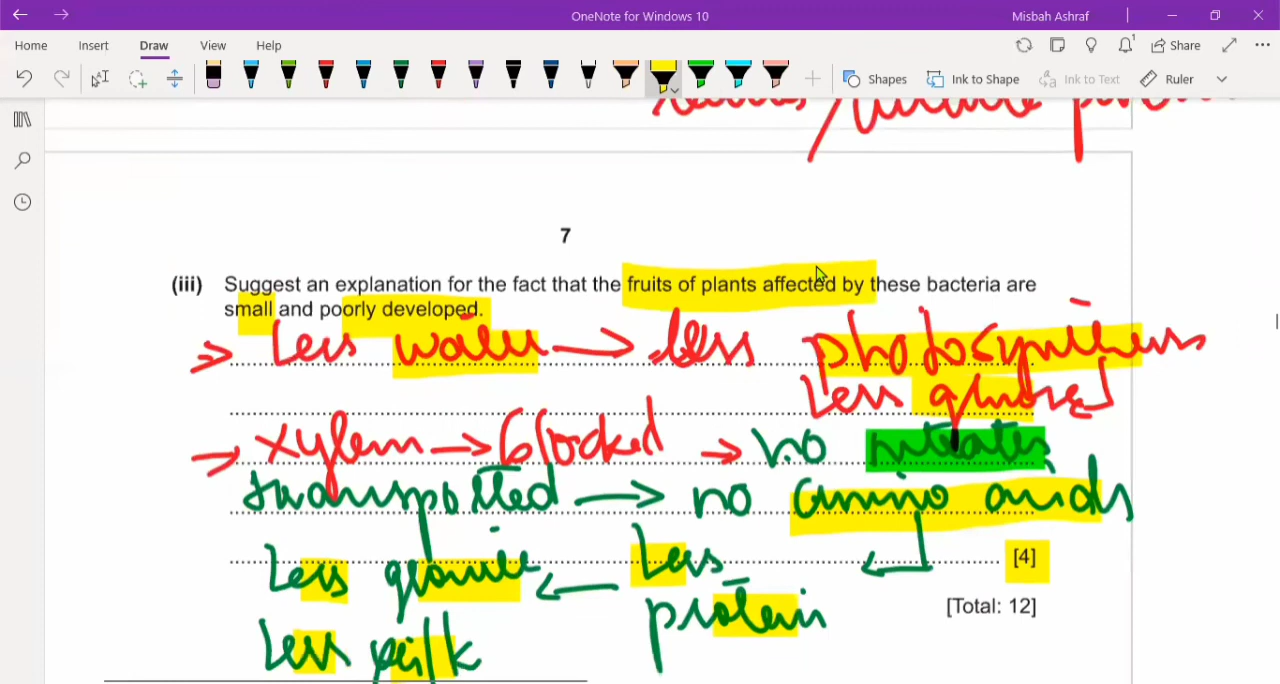 OneNote for Windows 10
Misbah Ashraf
Home Insert Draw View Help
Share
Shapes Ink to Shape Ink to Text Ruler
7
(iii) Suggest an explanation for the fact that the fruits of plants affected by these bacteria are
small and poorly developed.
Less water → less photosynthesis
[less glucose]
→ xylem → blocked → no nitrates
transported → no amino acids
[4]
Less growth ← Less
protein
[Total: 12]
Less